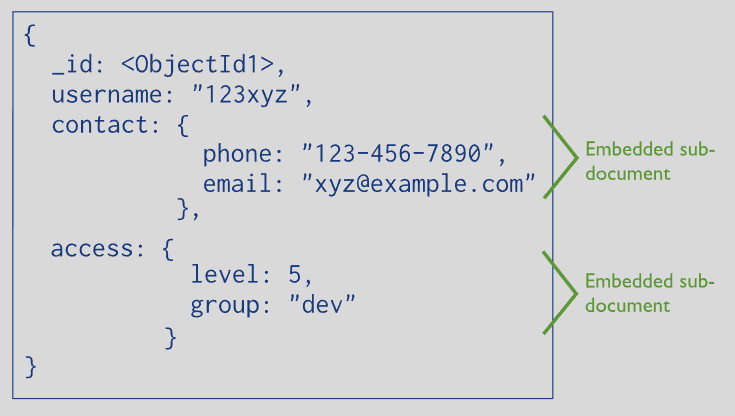 {
_id: <ObjectId1>,
username: "123xyz",
contact: {
phone: "123-456-7890",
email: "xyz@example.com"
},
Embedded sub-
document
access: {
level: 5,
group: "dev"
}
Embedded sub-
document
}